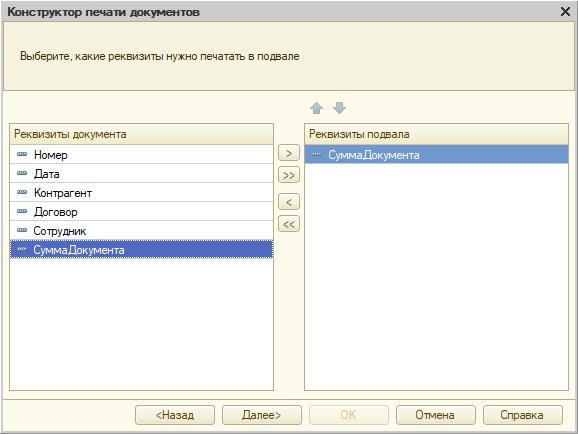 Конструктор печати документов
Выберите, какие реквизиты нужно печатать в подвале
Реквизиты документа
Номер
Дата
Контрагент
Договор
Сотрудник
СуммаДокумента
>
>>
<
<<
Реквизиты подвала
СуммаДокумента
<Назад
Далее>
OK
Отмена
Справка